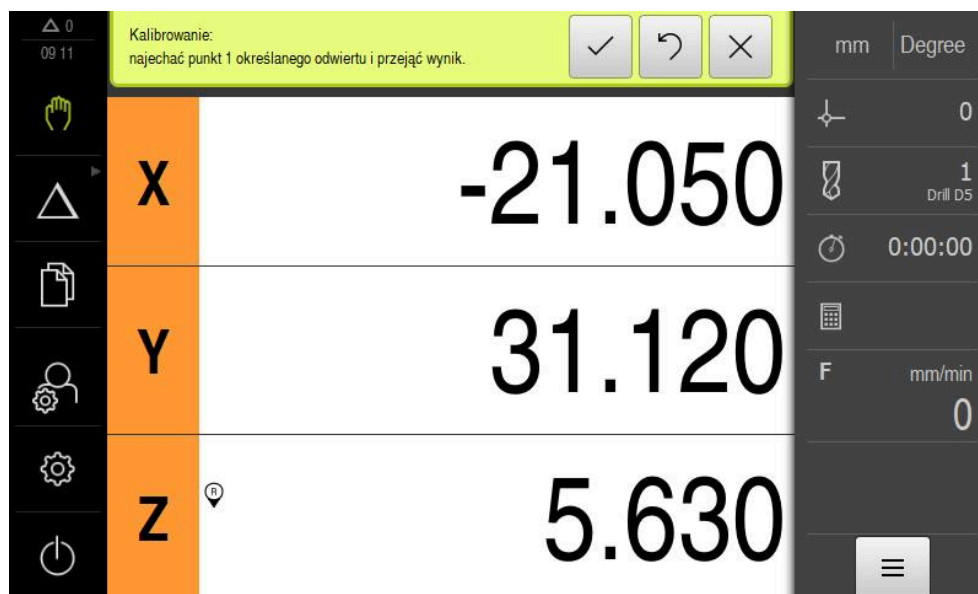 0
09 11
Kalibrowanie:
najechać punkt 1 określanego odwiertu i przejąć wynik.
mm Degree
0
1
Drill D5
0:00:00
F mm/min
0
X -21.050
Y 31.120
Z R 5.630